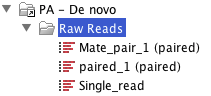 PA - De novo
Raw Reads
Mate_pair_1 (paired)
paired_1 (paired)
Single_read